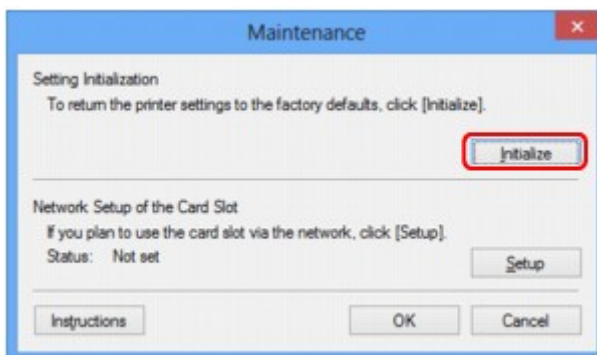 Maintenance
Setting Initialization
To return the printer settings to the factory defaults, click [Initialize].
Initialize
Network Setup of the Card Slot
If you plan to use the card slot via the network, click [Setup].
Status: Not set
Setup
Instructions OK Cancel